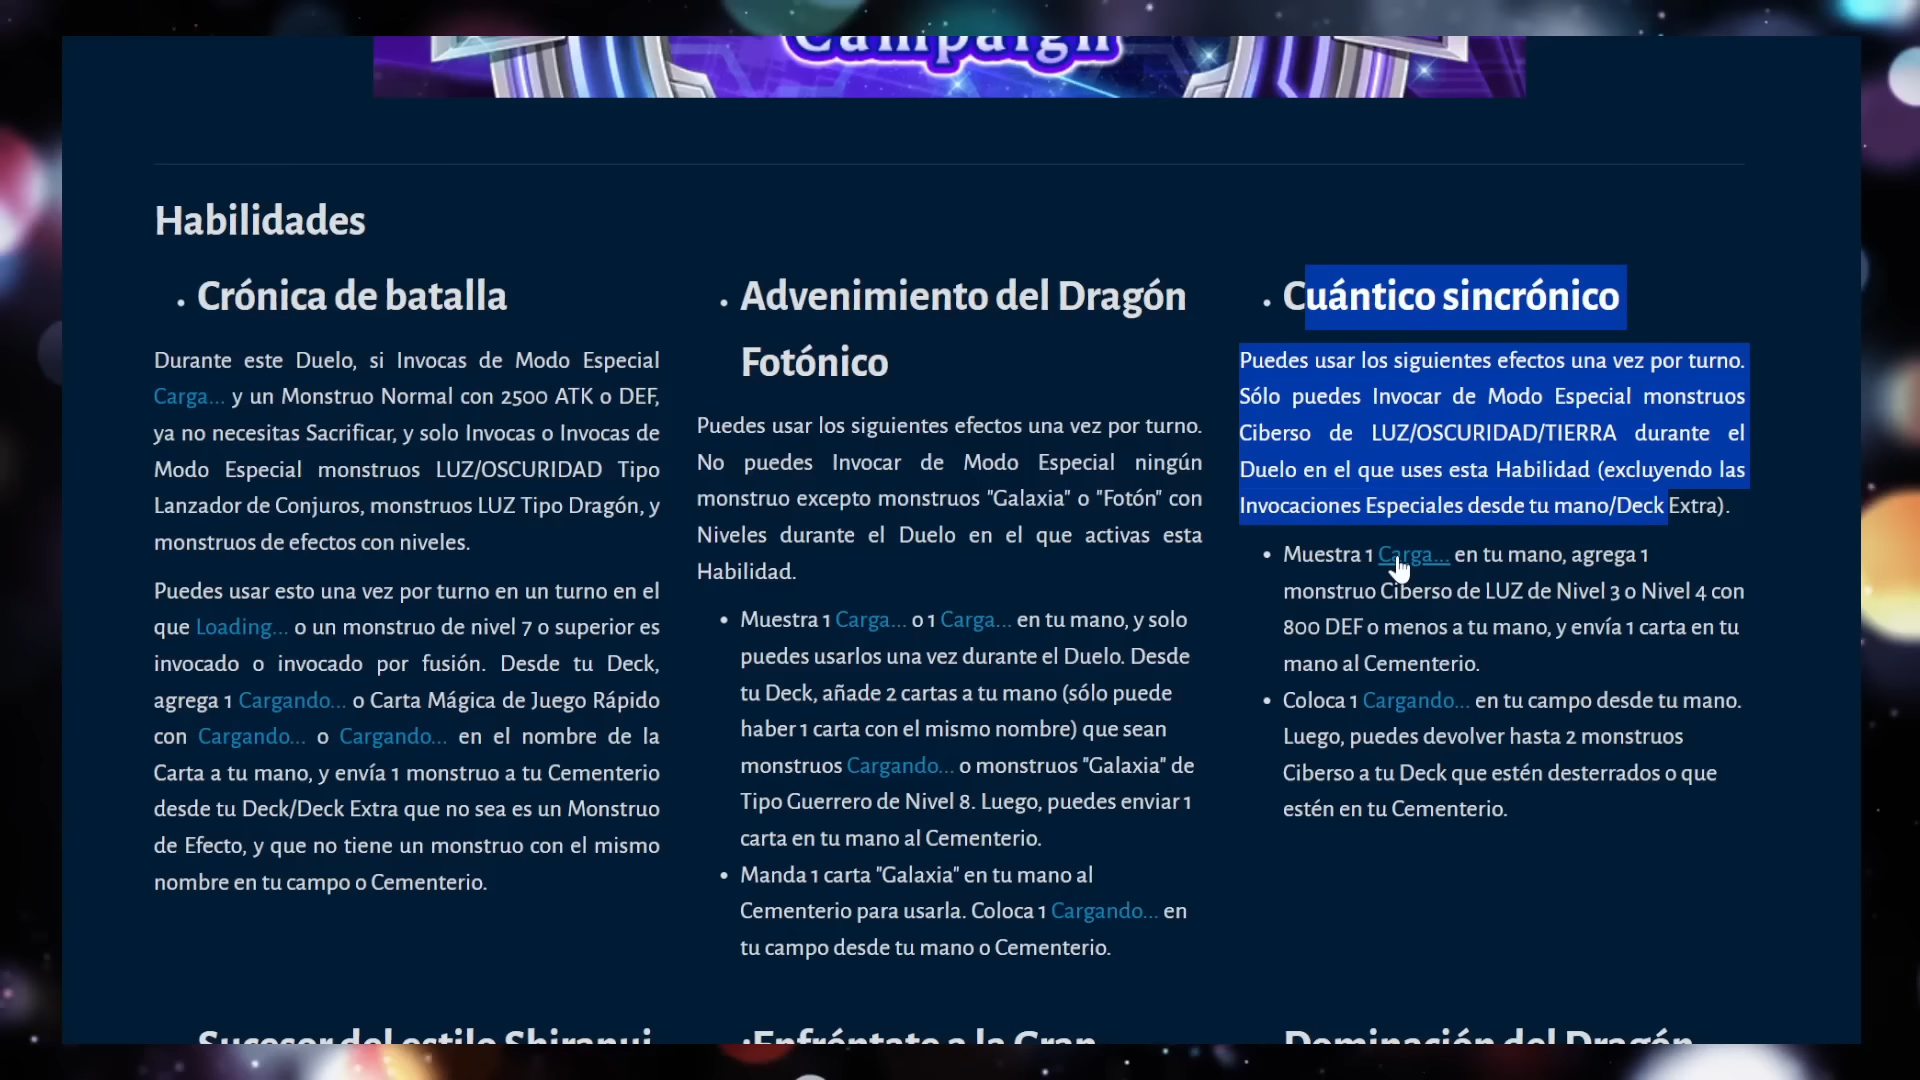 Campaign
Habilidades
• Crónica de batalla
Durante este Duelo, si Invocas de Modo Especial
Carga... y un Monstruo Normal con 2500 ATK o DEF,
ya no necesitas Sacrificar, y solo Invocas o Invocas de
Modo Especial monstruos LUZ/OSCURIDAD Tipo
Lanzador de Conjuros, monstruos LUZ Tipo Dragón, y
monstruos de efectos con niveles.
Puedes usar esto una vez por turno en un turno en el
que Loading... o un monstruo de nivel 7 o superior es
invocado o invocado por fusión. Desde tu Deck,
agrega 1 Cargando... o Carta Mágica de Juego Rápido
con Cargando... o Cargando... en el nombre de la
Carta a tu mano, y envía 1 monstruo a tu Cementerio
desde tu Deck/Deck Extra que no sea es un Monstruo
de Efecto, y que no tiene un monstruo con el mismo
nombre en tu campo o Cementerio.
• Advenimiento del Dragón
Fotónico
Puedes usar los siguientes efectos una vez por turno.
No puedes Invocar de Modo Especial ningún
monstruo excepto monstruos "Galaxia" o "Fotón" con
Niveles durante el Duelo en el que activas esta
Habilidad.
• Muestra 1 Carga... o 1 Carga... en tu mano, y solo
puedes usarlos una vez durante el Duelo. Desde
tu Deck, añade 2 cartas a tu mano (sólo puede
haber 1 carta con el mismo nombre) que sean
monstruos Cargando... o monstruos "Galaxia" de
Tipo Guerrero de Nivel 8. Luego, puedes enviar 1
carta en tu mano al Cementerio.
• Manda 1 carta "Galaxia" en tu mano al
Cementerio para usarla. Coloca 1 Cargando... en
tu campo desde tu mano o Cementerio.
• Cuántico sincrónico
Puedes usar los siguientes efectos una vez por turno.
Sólo puedes Invocar de Modo Especial monstruos
Ciberso de LUZ/OSCURIDAD/TIERRA durante el
Duelo en el que uses esta Habilidad (excluyendo las
Invocaciones Especiales desde tu mano/Deck Extra).
• Muestra 1 Carga... en tu mano, agrega 1
monstruo Ciberso de LUZ de Nivel 3 o Nivel 4 con
800 DEF o menos a tu mano, y envía 1 carta en tu
mano al Cementerio.
• Coloca 1 Cargando... en tu campo desde tu mano.
Luego, puedes devolver hasta 2 monstruos
Ciberso a tu Deck que estén desterrados o que
estén en tu Cementerio.
Sucesor del estilo Shiranui
¡Enfréntate a la Gran
Dominación del Dragón